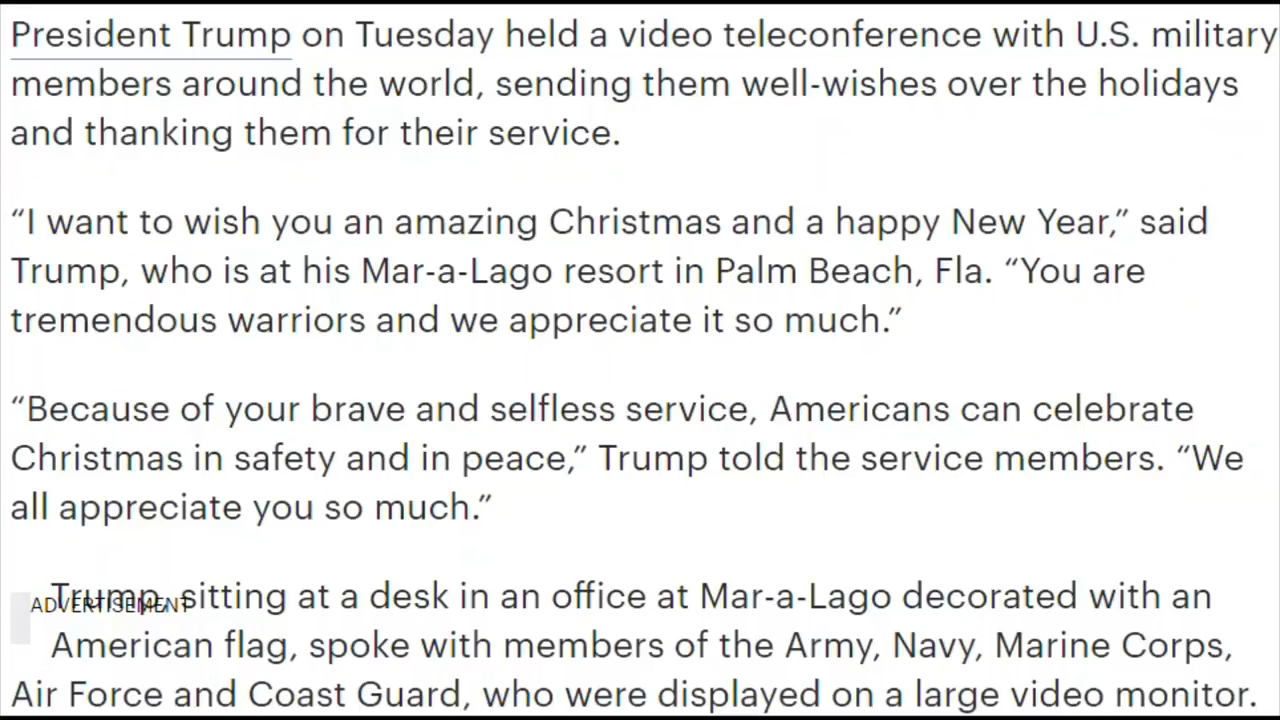 President Trump on Tuesday held a video teleconference with U.S. military
members around the world, sending them well-wishes over the holidays
and thanking them for their service.
“I want to wish you an amazing Christmas and a happy New Year,” said
Trump, who is at his Mar-a-Lago resort in Palm Beach, Fla. “You are
tremendous warriors and we appreciate it so much.”
“Because of your brave and selfless service, Americans can celebrate
Christmas in safety and in peace,” Trump told the service members. “We
all appreciate you so much.”
Trump, sitting at a desk in an office at Mar-a-Lago decorated with an
ADVERTISEMENT
American flag, spoke with members of the Army, Navy, Marine Corps,
Air Force and Coast Guard, who were displayed on a large video monitor.